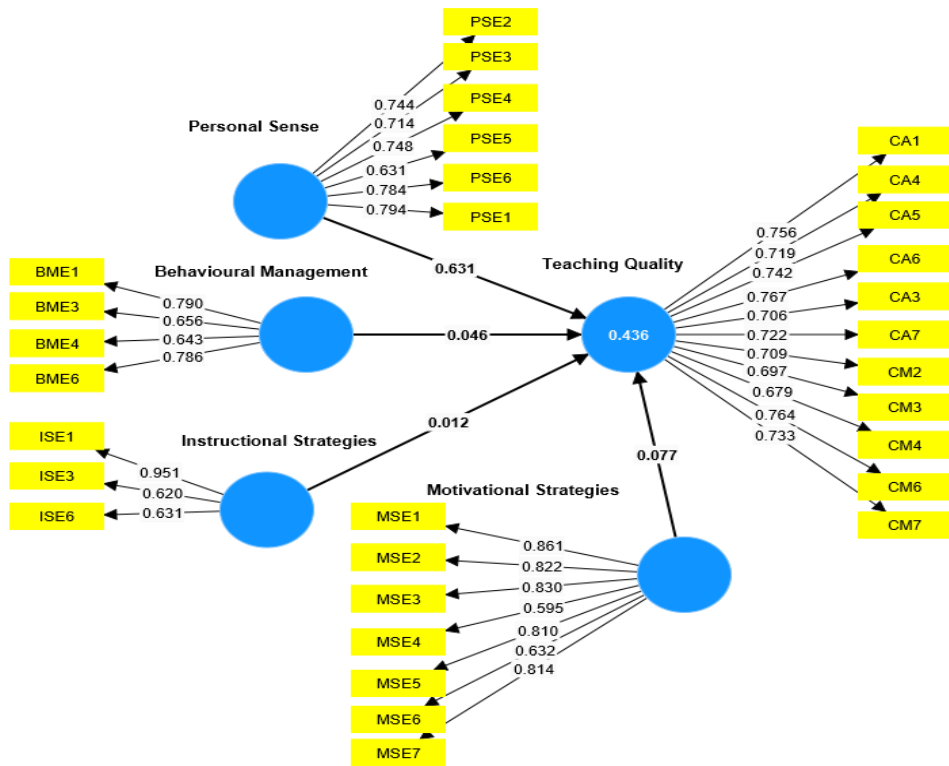 PSE2
PSE3
PSE4
PSE5
PSE6
PSE1
0.744
0.714
0.748
0.631
0.784
0.794
Personal Sense
0.631
Behavioural Management
BME1
BME3
BME4
BME6
0.790
0.656
0.643
0.786
0.046
Instructional Strategies
ISE1
ISE3
ISE6
0.951
0.620
0.631
0.012
Motivational Strategies
MSE1
MSE2
MSE3
MSE4
MSE5
MSE6
MSE7
0.861
0.822
0.830
0.595
0.810
0.632
0.814
0.077
Teaching Quality
0.436
0.756
0.719
0.742
0.767
0.706
0.722
0.709
0.697
0.679
0.764
0.733
CA1
CA4
CA5
CA6
CA3
CA7
CM2
CM3
CM4
CM6
CM7